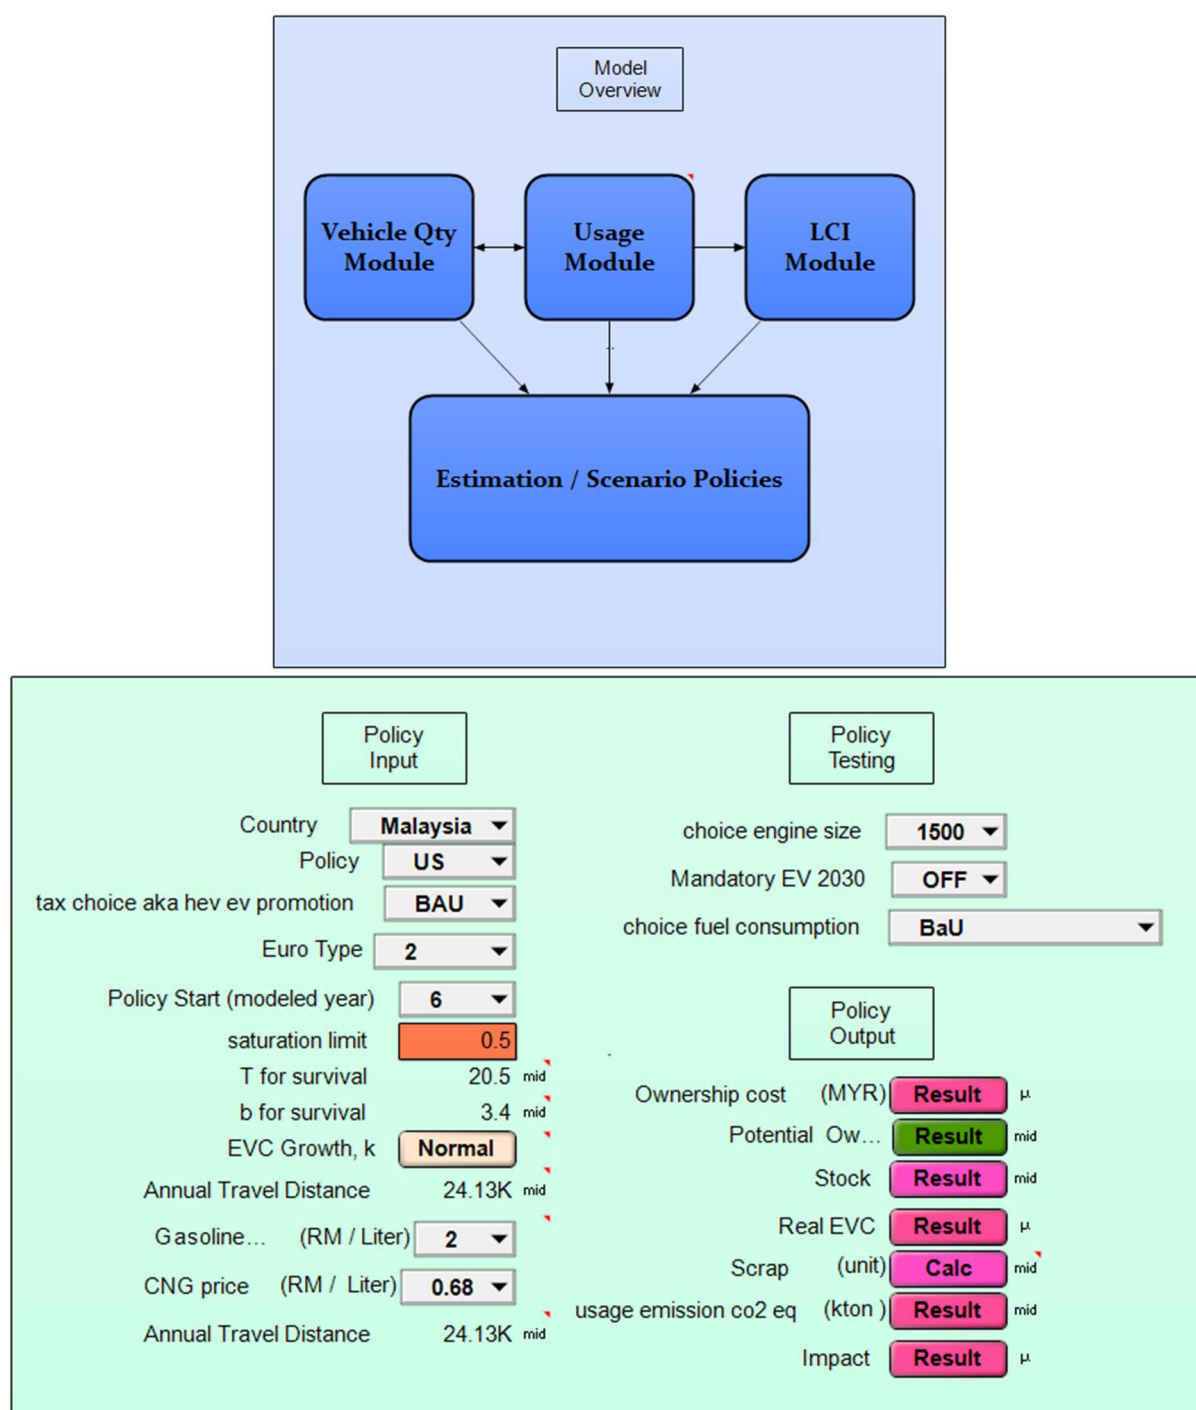 Model
Overview
Vehicle Qty
Module
Usage
Module
LCI
Module
Estimation / Scenario Policies
Policy
Input
Country Malaysia
Policy US
tax choice aka hev ev promotion BAU
Euro Type 2
Policy Start (modeled year) 6
saturation limit 0.5
T for survival 20.5 mid
b for survival 3.4 mid
EVC Growth, k Normal
Annual Travel Distance 24.13K mid
Gasoline... (RM / Liter) 2
CNG price (RM / Liter) 0.68
Annual Travel Distance 24.13K mid
Policy
Testing
choice engine size 1500
Mandatory EV 2030 OFF
choice fuel consumption BaU
Policy
Output
Ownership cost (MYR) Result μ
Potential Ow... Result mid
Stock Result mid
Real EVC Result μ
Scrap (unit) Calc mid
usage emission co2 eq (kton ) Result mid
Impact Result μ